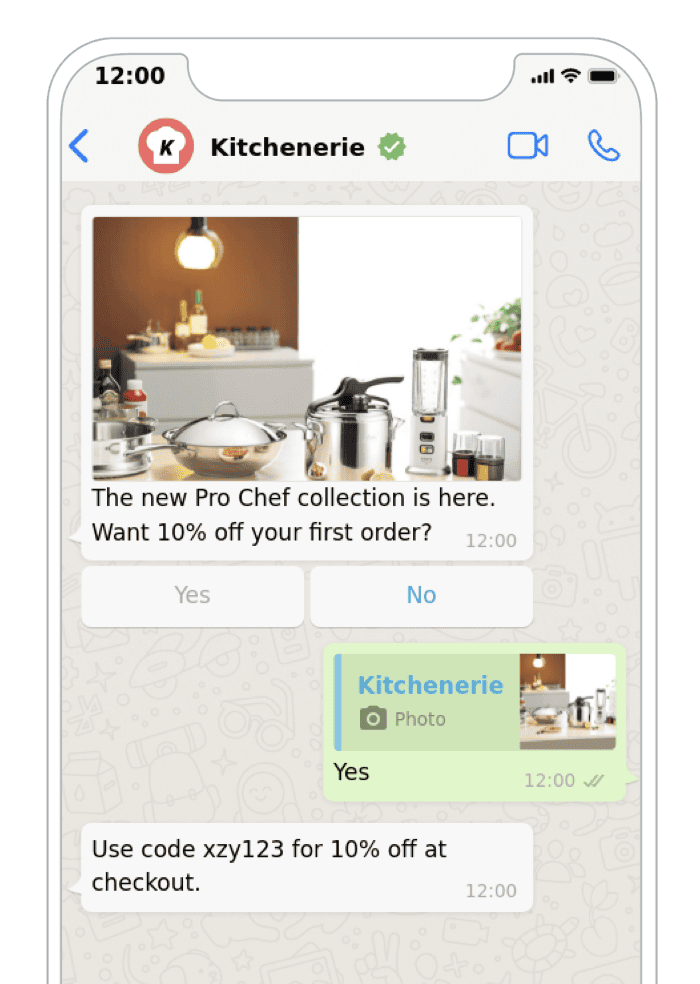 12:00
K
Kitchenerie
The new Pro Chef collection is here.
Want 10% off your first order?
12:00
Yes
No
Kitchenerie
Photo
Yes
12:00
Use code xzy123 for 10% off at
checkout.
12:00